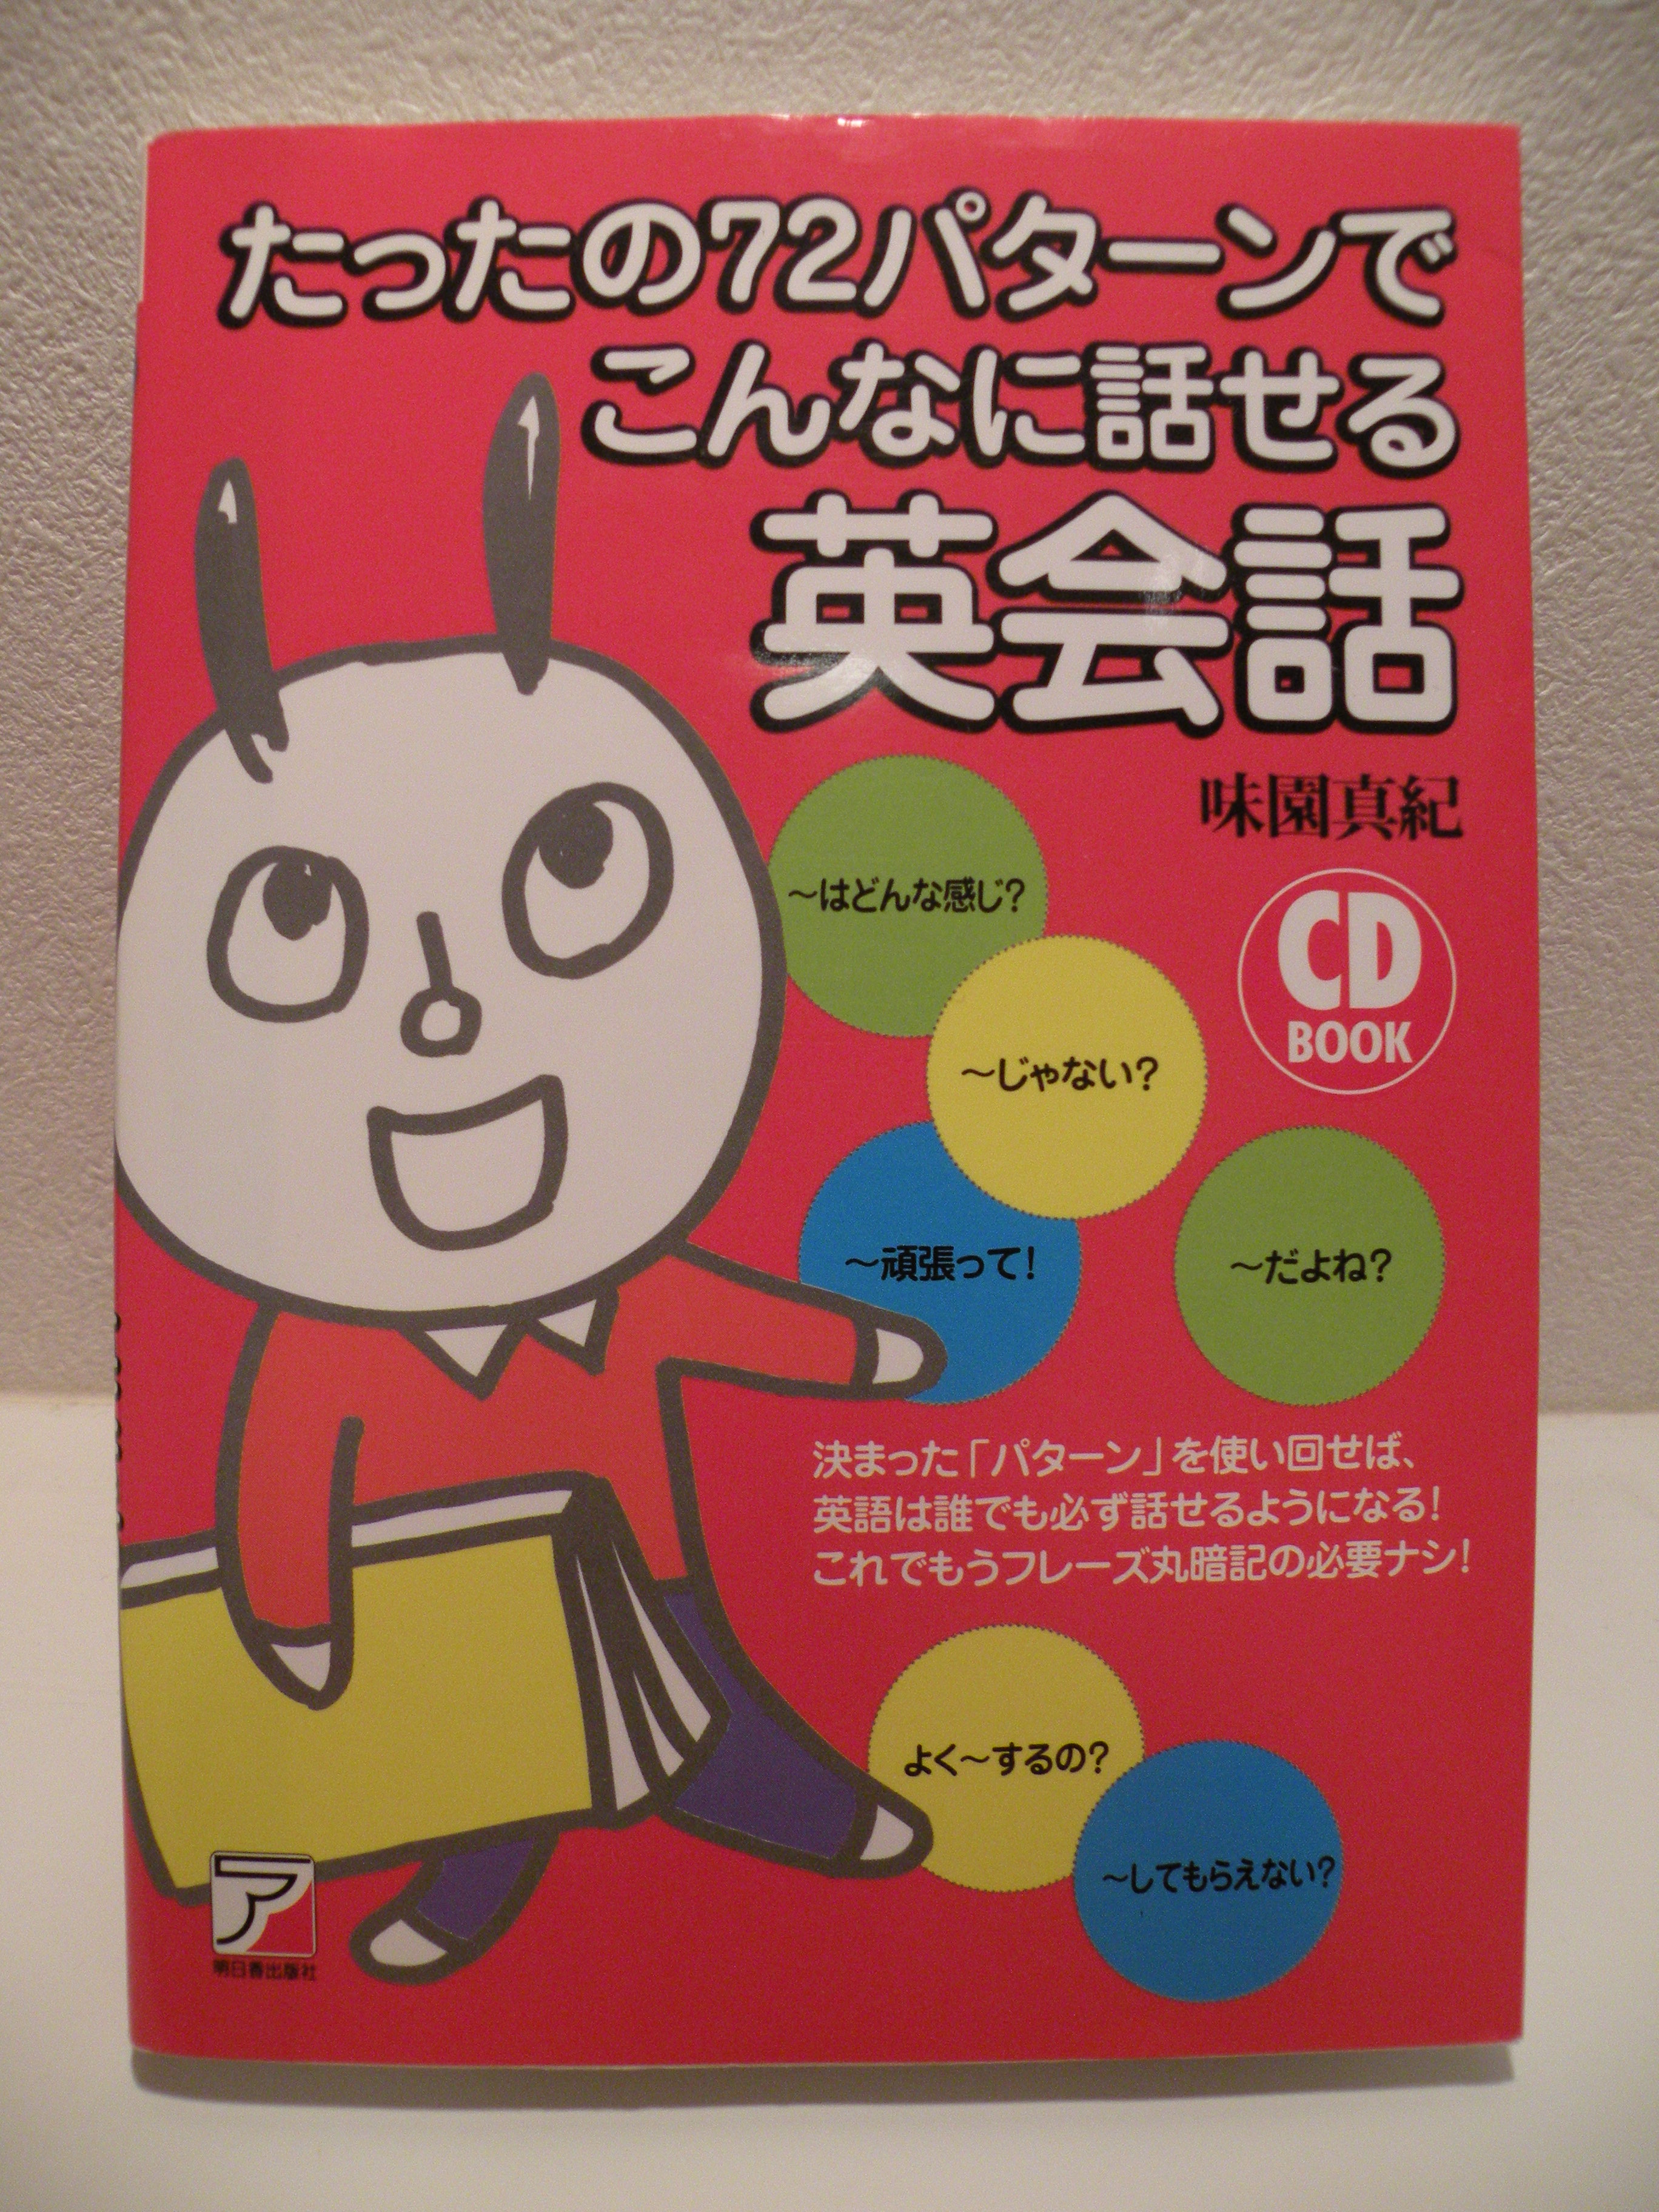 たったの72パターンで
こんなに話せる
英会話
味園真紀
CD
BOOK
～はどんな感じ?
～じゃない?
～頑張って!
～だよね?
決まった「パターン」を使い回せば、
英語は誰でも必ず話せるようになる!
これでもうフレーズ丸暗記の必要ナシ!
よく～するの?
～してもらえない?
ア
明日香出版社